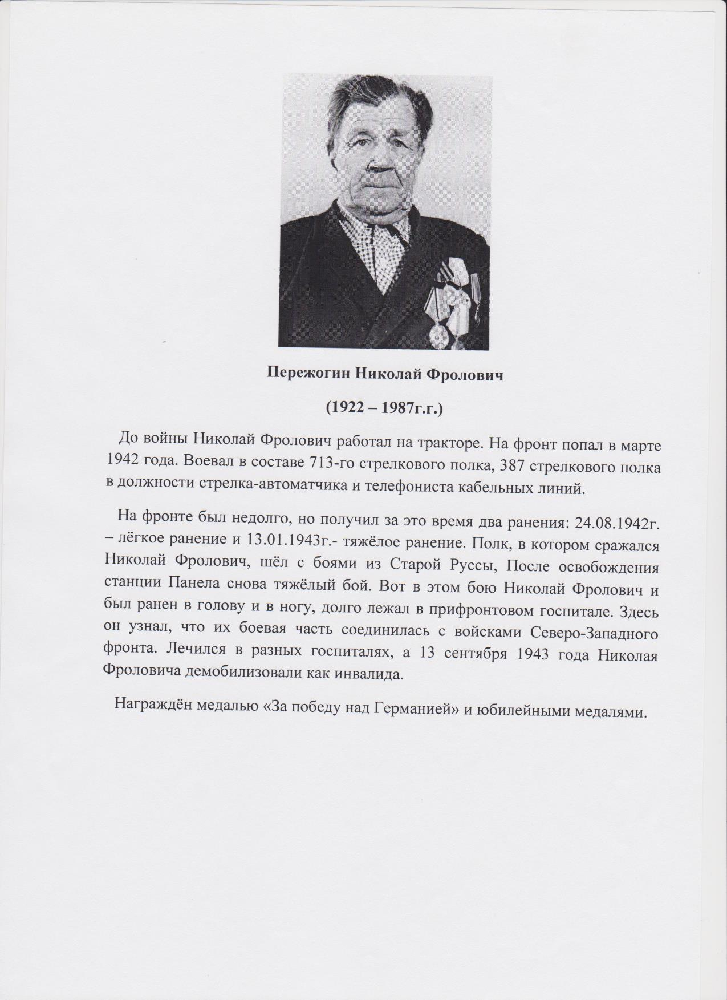 Пережогин Николай Фролович
(1922 – 1987г.г.)
До войны Николай Фролович работал на тракторе. На фронт попал в марте
1942 года. Воевал в составе 713-го стрелкового полка, 387 стрелкового полка
в должности стрелка-автоматчика и телефониста кабельных линий.
На фронте был недолго, но получил за это время два ранения: 24.08.1942г.
– лёгкое ранение и 13.01.1943г.- тяжёлое ранение. Полк, в котором сражался
Николай Фролович, шёл с боями из Старой Руссы, После освобождения
станции Панела снова тяжёлый бой. Вот в этом бою Николай Фролович и
был ранен в голову и в ногу, долго лежал в прифронтовом госпитале. Здесь
он узнал, что их боевая часть соединилась с войсками Северо-Западного
фронта. Лечился в разных госпиталях, а 13 сентября 1943 года Николая
Фроловича демобилизовали как инвалида.
Награждён медалью «За победу над Германией» и юбилейными медалями.